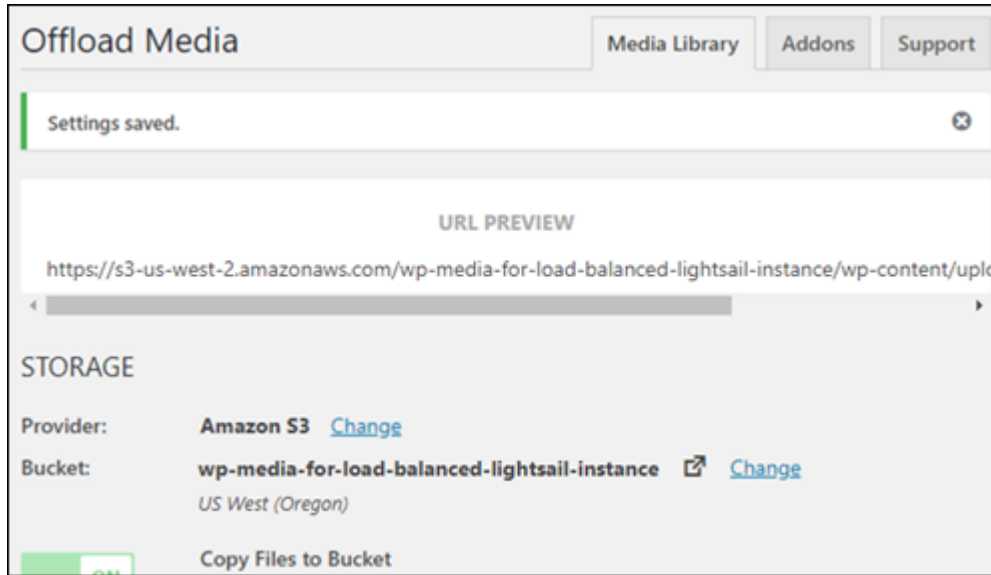 Offload Media
Media Library
Addons
Support
Settings saved.
URL PREVIEW
https://s3-us-west-2.amazonaws.com/wp-media-for-load-balanced-lightsail-instance/wp-content/uplo
STORAGE
Provider: Amazon S3 Change
Bucket: wp-media-for-load-balanced-lightsail-instance Change
US West (Oregon)
Copy Files to Bucket
ON